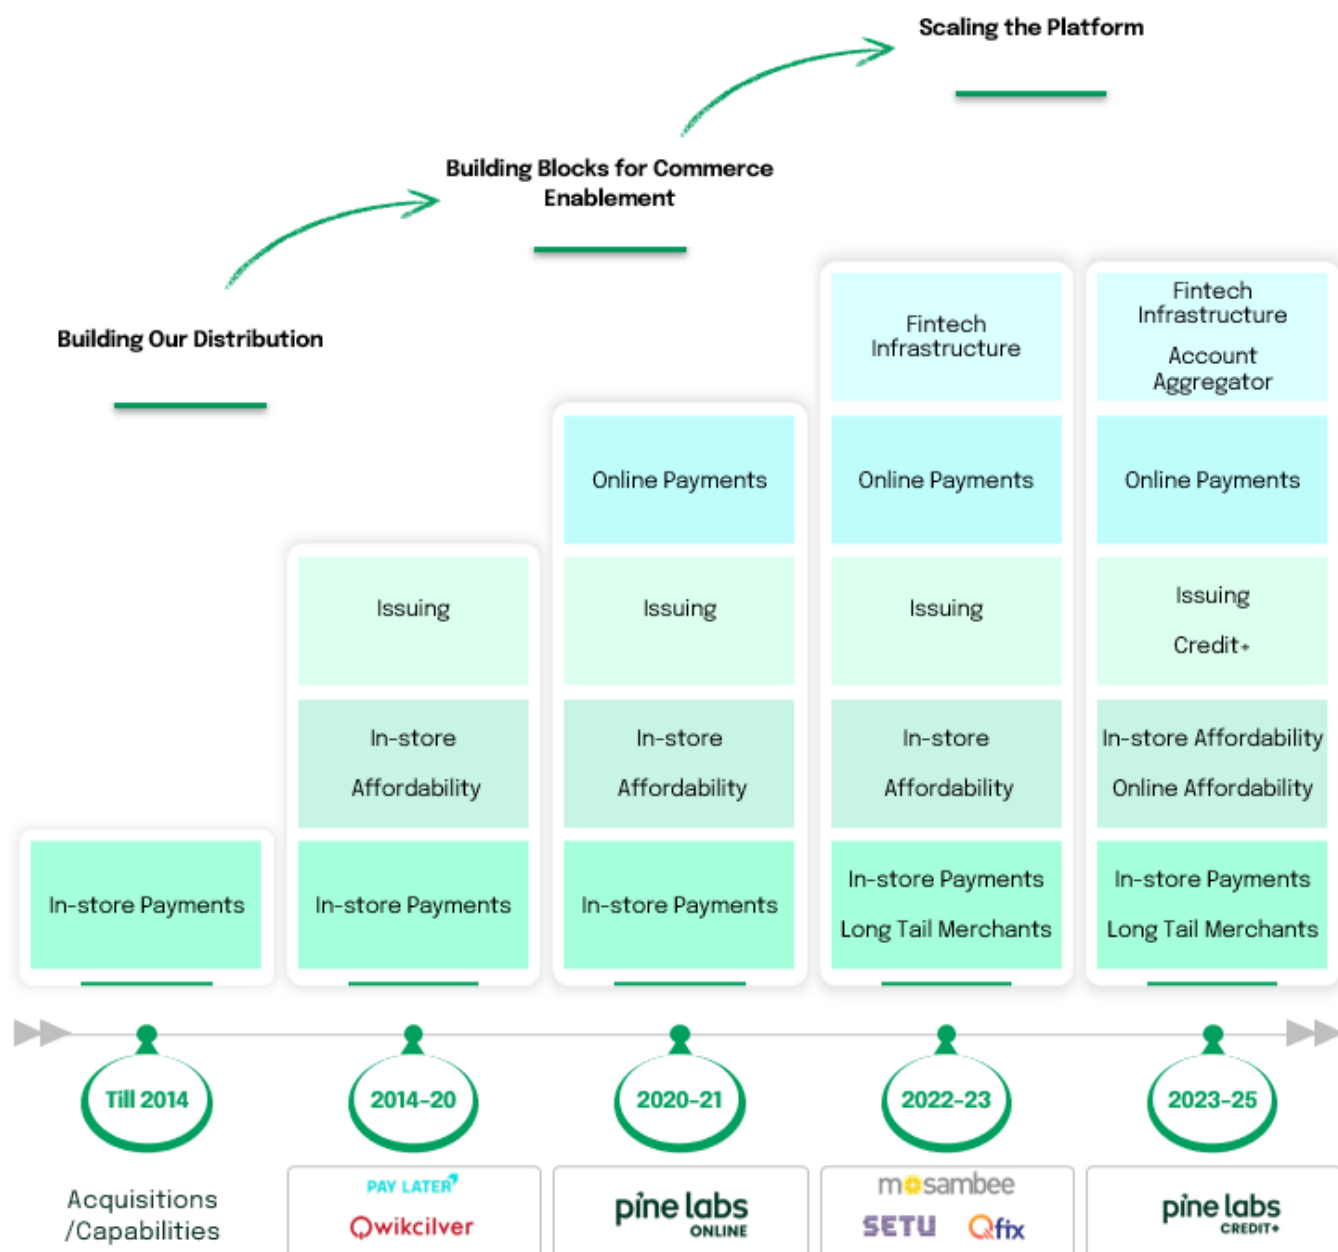 Scaling the Platform
Building Blocks for Commerce
Enablement
Building Our Distribution
In-store Payments
Issuing
In-store
Affordability
In-store Payments
Online Payments
Issuing
In-store
Affordability
In-store Payments
Fintech
Infrastructure
Online Payments
Issuing
In-store
Affordability
In-store Payments
Long Tail Merchants
Fintech
Infrastructure
Account
Aggregator
Online Payments
Issuing
Credit+
In-store Affordability
Online Affordability
In-store Payments
Long Tail Merchants
Till 2014
2014-20
2020-21
2022-23
2023-25
Acquisitions
/Capabilities
PAY LATER
Qwikcilver
pine labs
ONLINE
mosambee
SETU
Qfix
pine labs
CREDIT+